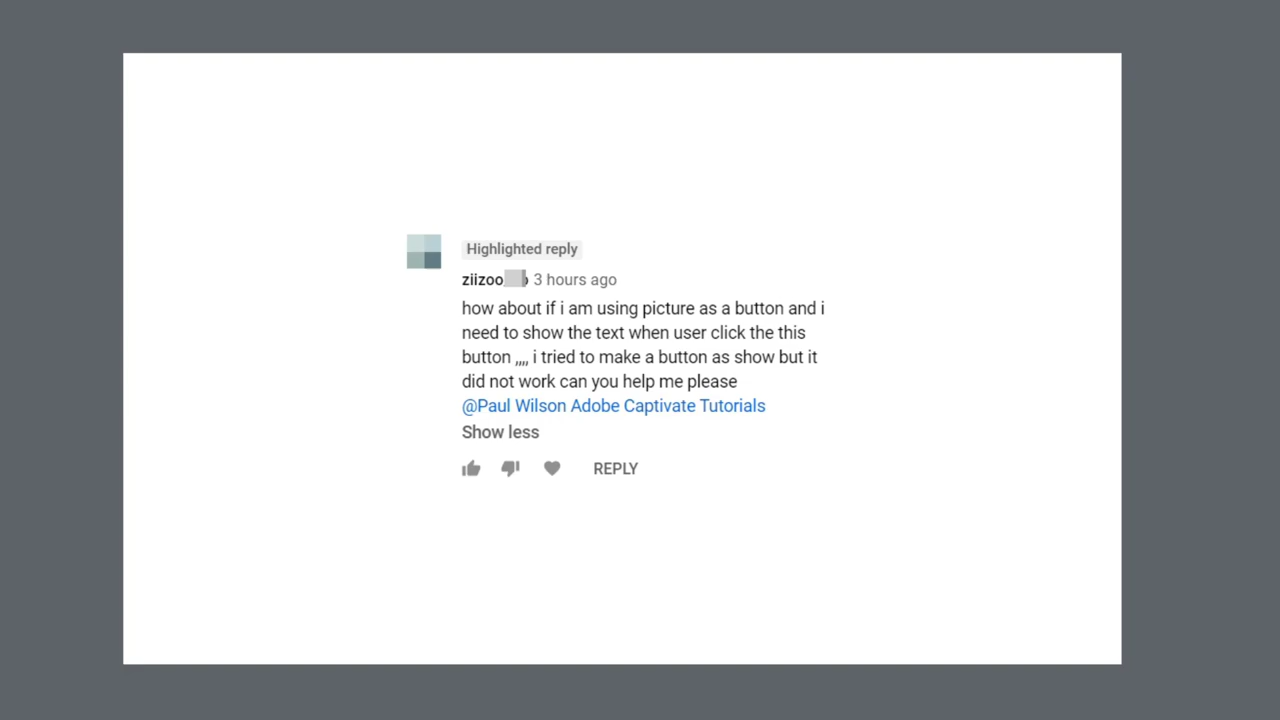 Highlighted reply
ziizoo 3 hours ago
how about if i am using picture as a button and i
need to show the text when user click the this
button ,,,, i tried to make a button as show but it
did not work can you help me please
@Paul Wilson Adobe Captivate Tutorials
Show less
REPLY